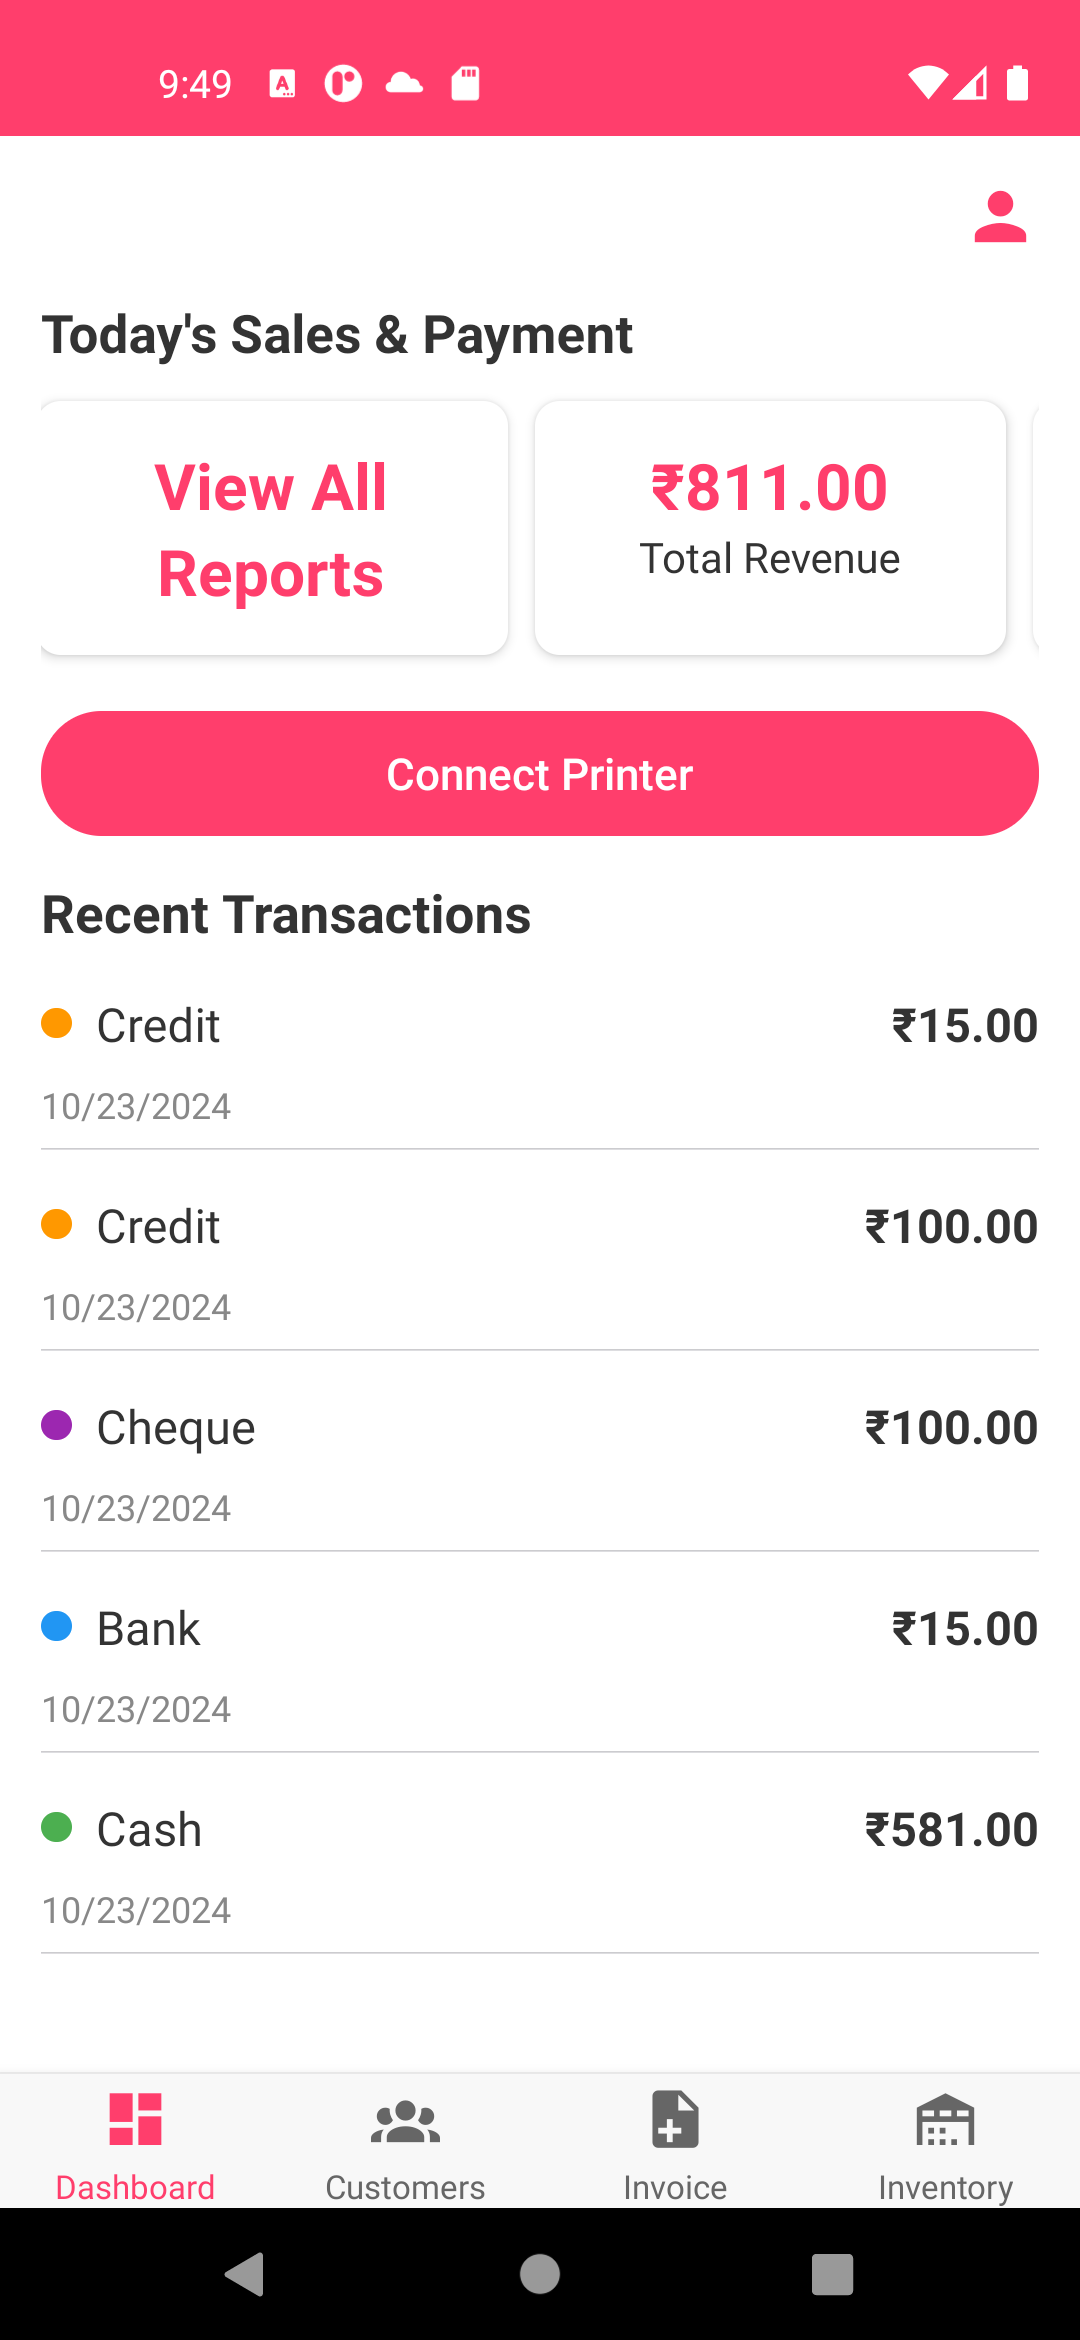 9:49
Today's Sales & Payment
View All
Reports
₹811.00
Total Revenue
Connect Printer
Recent Transactions
Credit ₹15.00
10/23/2024
Credit ₹100.00
10/23/2024
Cheque ₹100.00
10/23/2024
Bank ₹15.00
10/23/2024
Cash ₹581.00
10/23/2024
Dashboard Customers Invoice Inventory